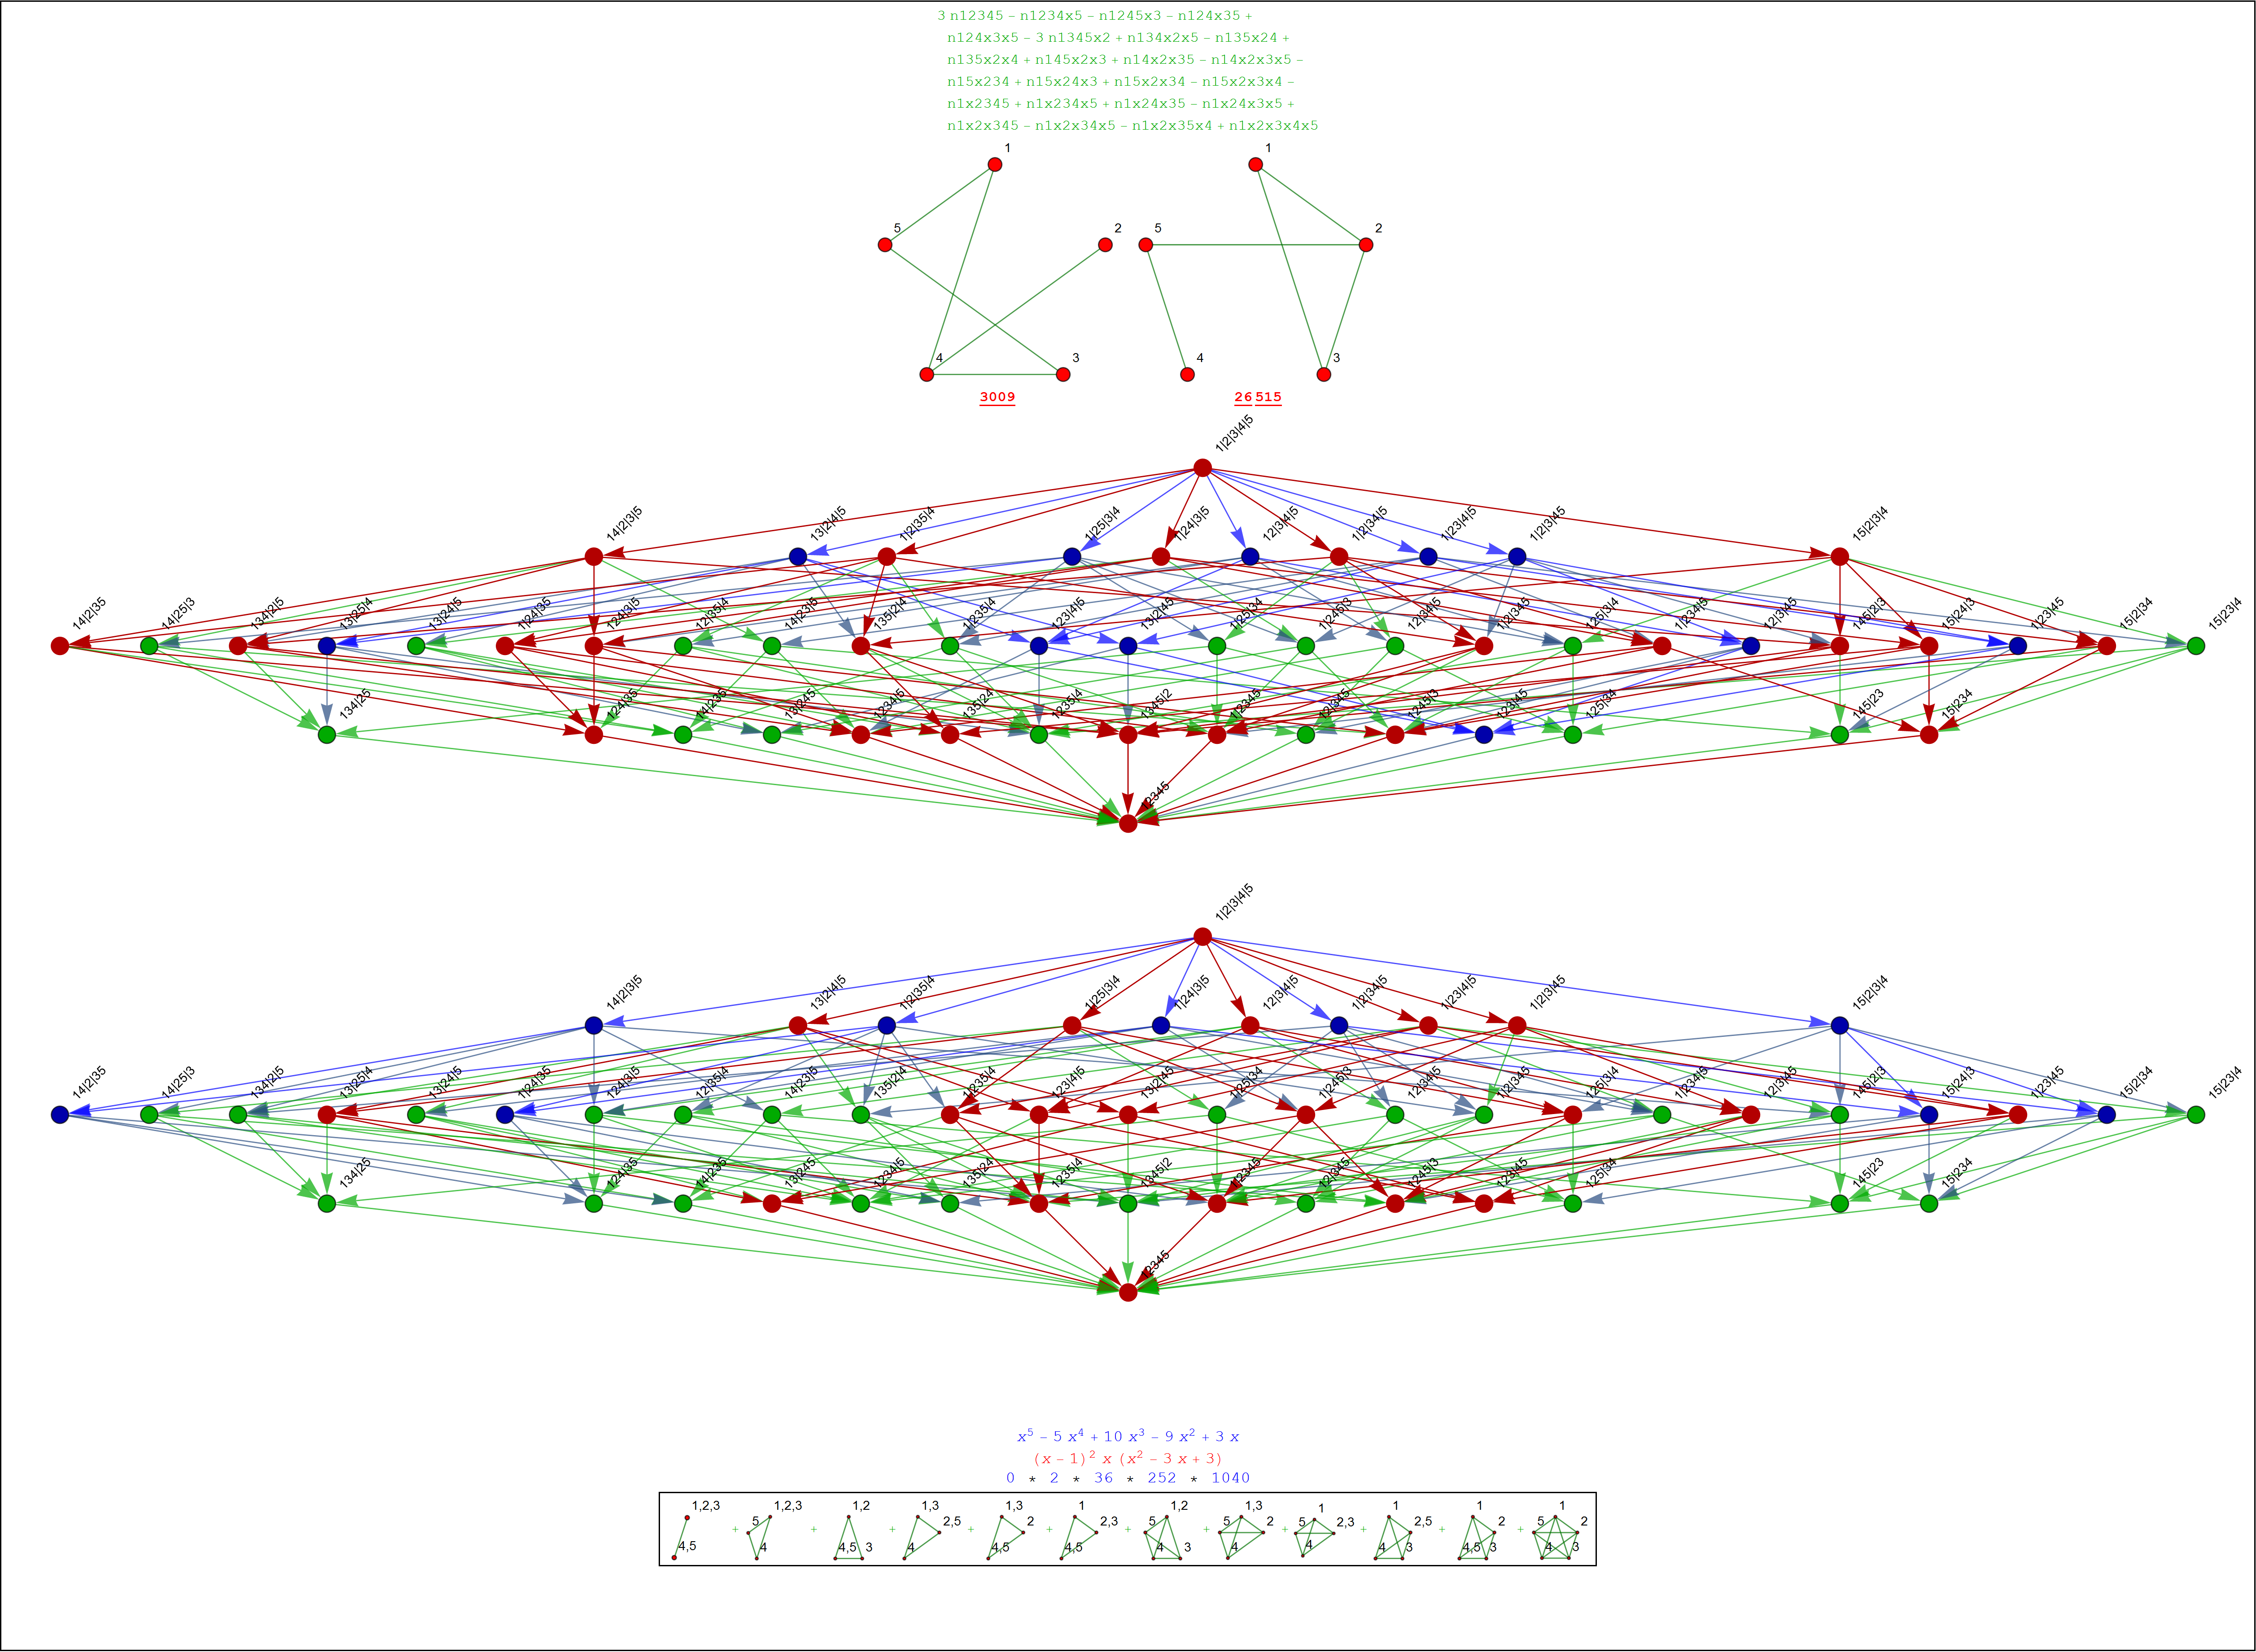 3 n12345 – n1234x5 – n1245x3 – n124x35 +
n124x3x5 – 3 n1345x2 + n134x2x5 – n135x24 +
n135x2x4 + n145x2x3 + n14x2x35 – n14x2x3x5 –
n15x234 + n15x24x3 + n15x2x34 – n15x2x3x4 –
n1x2345 + n1x234x5 + n1x24x35 – n1x24x3x5 +
n1x2x345 – n1x2x34x5 – n1x2x35x4 + n1x2x3x4x5
1 1
5 2 5 2
4 3 4 3
3009 26 515
1|2|3|4|5
14|2|3|5 13|2|4|5 1|2|35|4 1|25|3|4 1|24|3|5 12|3|4|5 1|2|34|5 1|23|4|5 1|2|3|45 15|2|3|4
14|2|35 14|25|3 134|2|5 13|25|4 13|24|5 1|24|35 124|3|5 12|35|4 14|23|5 135|2|4 1|235|4 123|4|5 13|2|45 1|25|34 1|245|3 12|34|5 1|2|345 125|3|4 1|234|5 12|3|45 145|2|3 15|24|3 1|23|45 15|2|34 15|23|4
134|25 124|35 14|235 13|245 1234|5 135|24 1235|4 1345|2 1|2345 12|345 1245|3 123|45 125|34 145|23 15|234
12345
1|2|3|4|5
14|2|3|5 13|2|4|5 1|2|35|4 1|25|3|4 1|24|3|5 12|3|4|5 1|2|34|5 1|23|4|5 1|2|3|45 15|2|3|4
14|2|35 14|25|3 134|2|5 13|25|4 13|24|5 1|24|35 124|3|5 12|35|4 14|23|5 135|2|4 1|235|4 123|4|5 13|2|45 1|25|34 1|245|3 12|34|5 1|2|345 125|3|4 1|234|5 12|3|45 145|2|3 15|24|3 1|23|45 15|2|34 15|23|4
134|25 124|35 14|235 13|245 1234|5 135|24 1235|4 1345|2 1|2345 12|345 1245|3 123|45 125|34 145|23 15|234
12345
x⁵ – 5 x⁴ + 10 x³ – 9 x² + 3 x
(x – 1)² x (x² – 3 x + 3)
0 * 2 * 36 * 252 * 1040
1,2,3 1,2,3 1,2 1,3 1,3 1 1,2 1,3 1 1 1 1
+ 5 + + 2,5 + 2 + 2,3 + 5 + 5 2 + 5 2,3 + 2,5 + 2 + 5 2
4,5 4 4,5 3 4 4,5 4,5 4 3 4 4 4 3 4,5 3 4 3